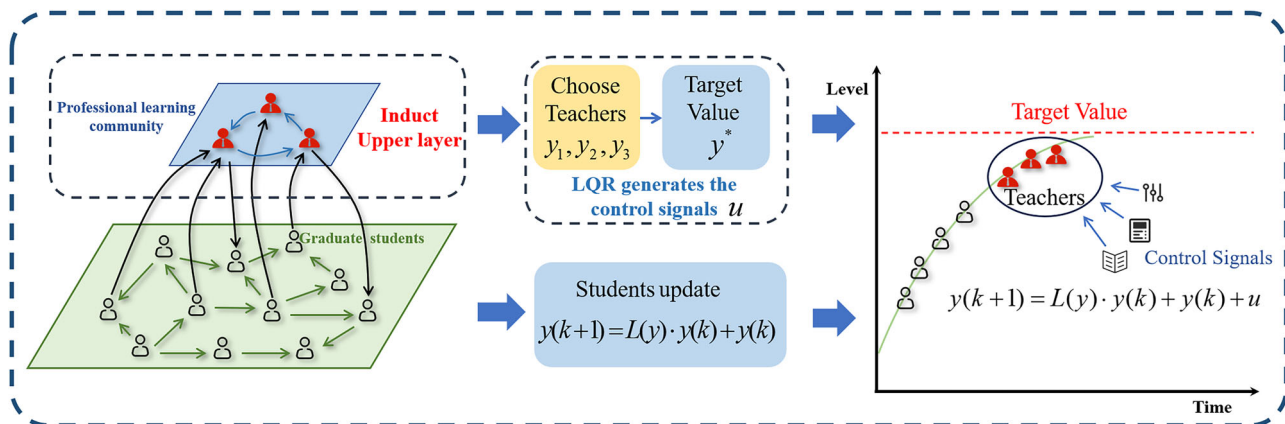 Professional learning
community
Induct
Upper layer
Graduate students
Choose
Teachers
y₁, y₂, y₃
Target
Value
y*
LQR generates the
control signals u
Students update
y(k+1)=L(y)·y(k)+y(k)
Level
Target Value
Teachers
Control Signals
y(k+1)=L(y)·y(k)+y(k)+u
Time